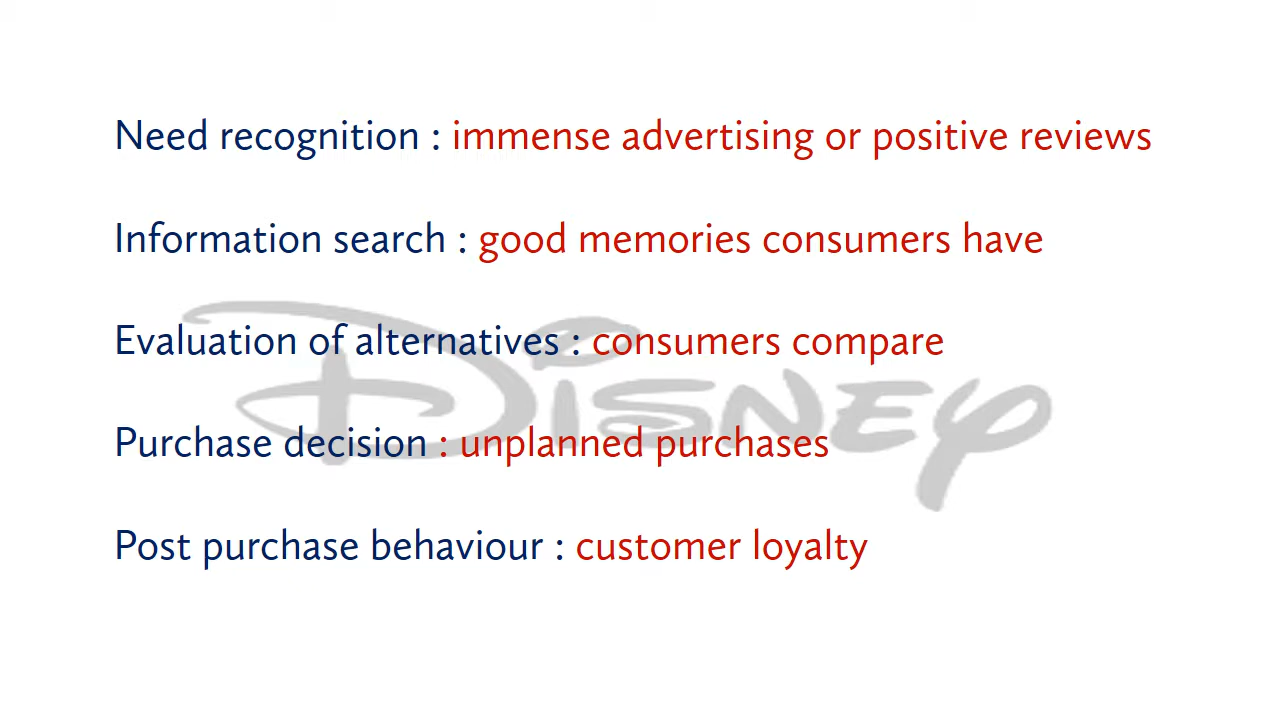 Need recognition : immense advertising or positive reviews
Information search : good memories consumers have
Evaluation of alternatives : consumers compare
Purchase decision : unplanned purchases
Post purchase behaviour : customer loyalty
Disney